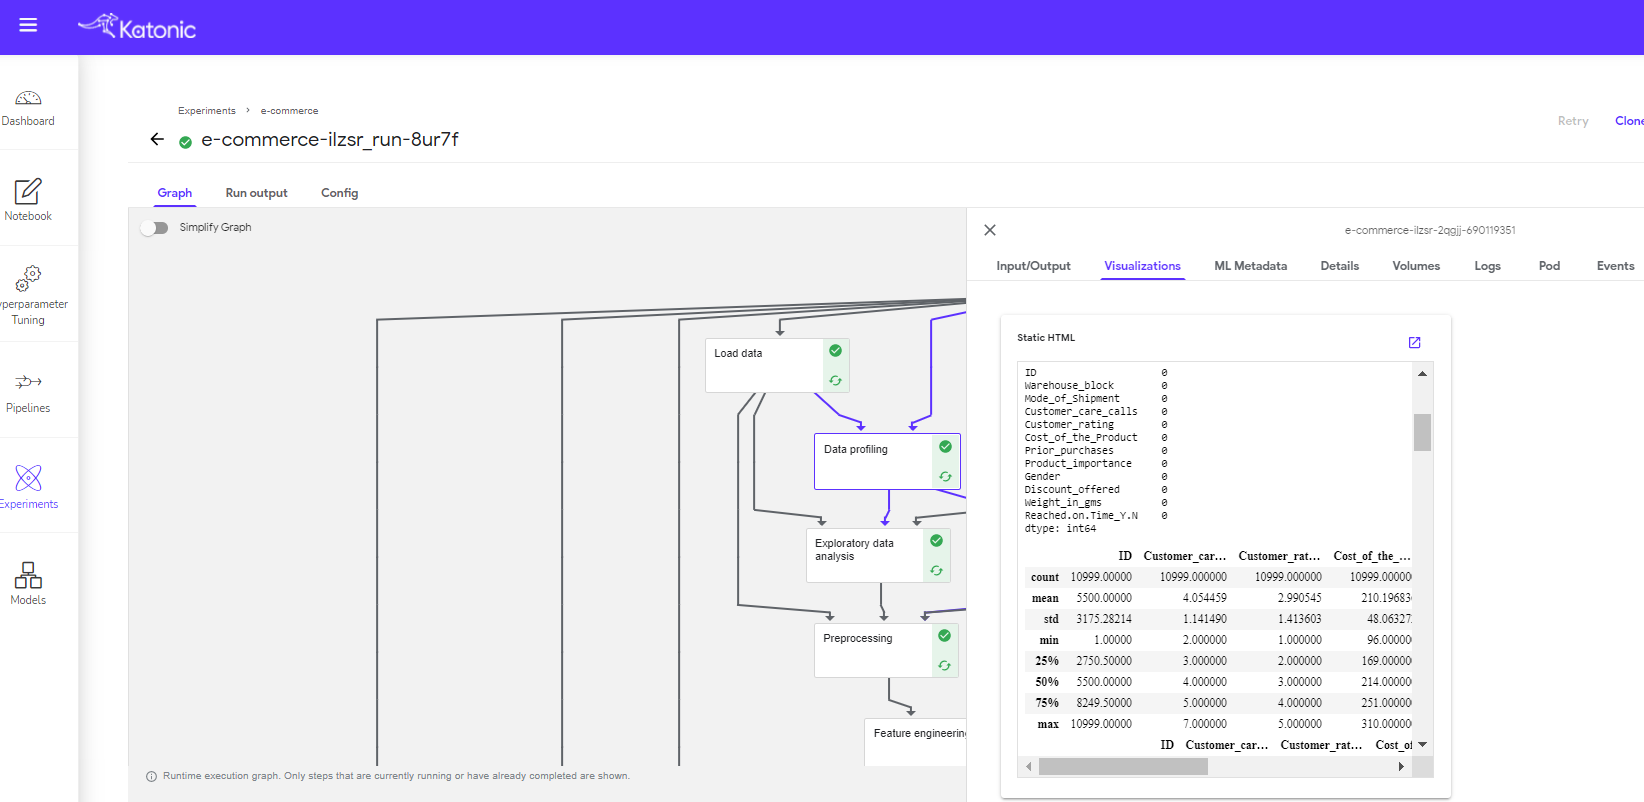 Katonic
Dashboard
Notebook
yperparameter
Tuning
Pipelines
Experiments
Models
Experiments > e-commerce
e-commerce-ilzsr_run-8ur7f
Retry
Clone
Graph Run output Config
Simplify Graph
Load data
Data profiling
Exploratory data
analysis
Preprocessing
Feature engineering
Runtime execution graph. Only steps that are currently running or have already completed are shown.
e-commerce-ilzsr-2qgjj-690119351
Input/Output Visualizations ML Metadata Details Volumes Logs Pod Events
Static HTML
ID 0
Warehouse_block 0
Mode_of_Shipment 0
Customer_care_calls 0
Customer_rating 0
Cost_of_the_Product 0
Prior_purchases 0
Product_importance 0
Gender 0
Discount_offered 0
Weight_in_gms 0
Reached.on.Time_Y.N 0
dtype: int64
ID Customer_car... Customer_rat... Cost_of_the_...
count 10999.00000 10999.000000 10999.000000 10999.00000
mean 5500.00000 4.054459 2.990545 210.19683
std 3175.28214 1.141490 1.413603 48.06327
min 1.00000 2.000000 1.000000 96.00000
25% 2750.50000 3.000000 2.000000 169.00000
50% 5500.00000 4.000000 3.000000 214.00000
75% 8249.50000 5.000000 4.000000 251.00000
max 10999.00000 7.000000 5.000000 310.00000
ID Customer_car... Customer_rat... Cost_of